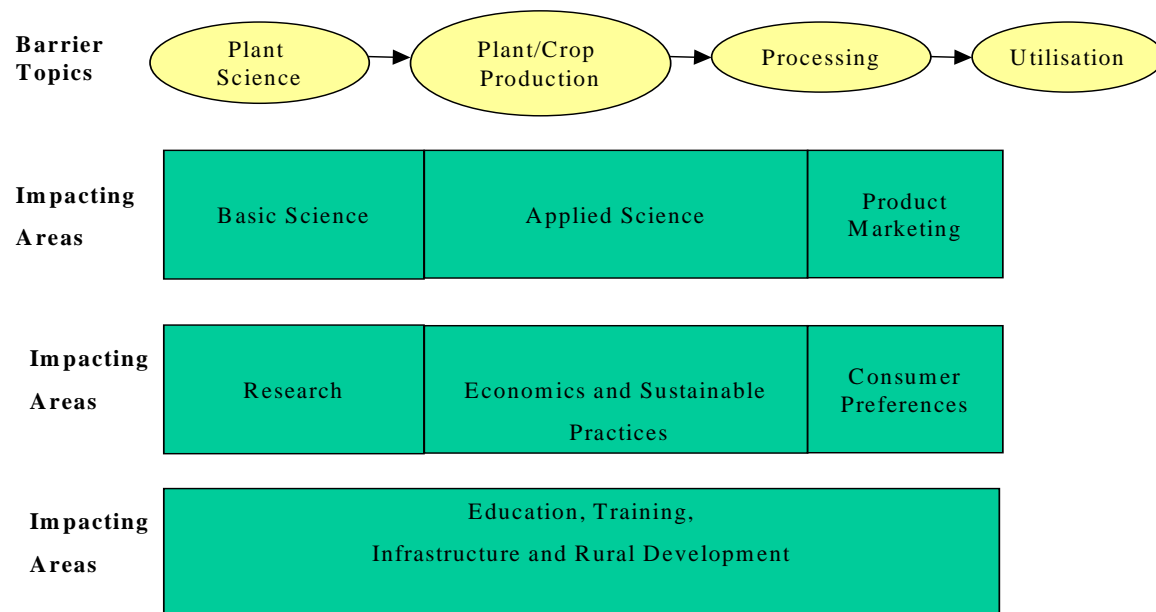 Barrier
Topics
Plant
Science
Plant/Crop
Production
Processing
Utilisation
Impacting
Areas
Basic Science
Applied Science
Product
Marketing
Impacting
Areas
Research
Economics and Sustainable
Practices
Consumer
Preferences
Impacting
Areas
Education, Training,
Infrastructure and Rural Development